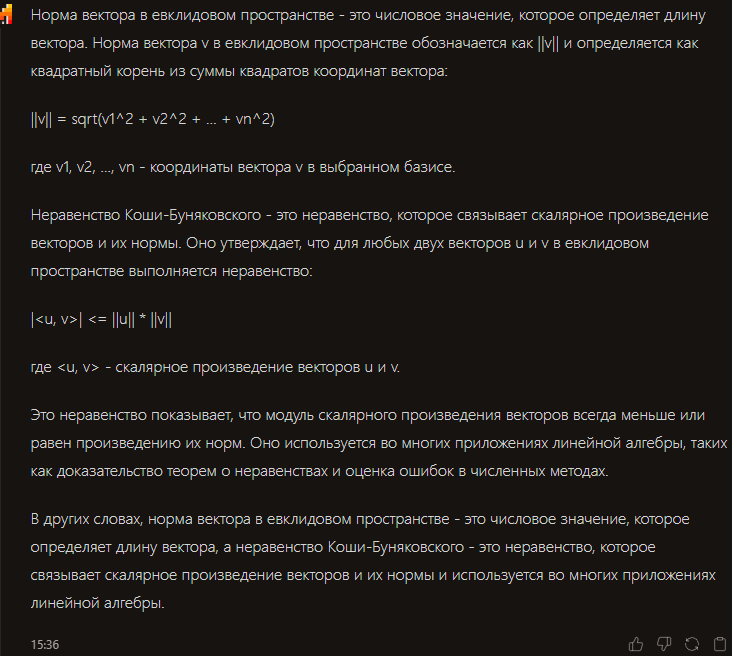 Норма вектора в евклидовом пространстве - это числовое значение, которое определяет длину
вектора. Норма вектора v в евклидовом пространстве обозначается как ||v|| и определяется как
квадратный корень из суммы квадратов координат вектора:
||v|| = sqrt(v1^2 + v2^2 + ... + vn^2)
где v1, v2, ..., vn - координаты вектора v в выбранном базисе.
Неравенство Коши-Буняковского - это неравенство, которое связывает скалярное произведение
векторов и их нормы. Оно утверждает, что для любых двух векторов u и v в евклидовом
пространстве выполняется неравенство:
|<u, v>| <= ||u|| * ||v||
где <u, v> - скалярное произведение векторов u и v.
Это неравенство показывает, что модуль скалярного произведения векторов всегда меньше или
равен произведению их норм. Оно используется во многих приложениях линейной алгебры, таких
как доказательство теорем о неравенствах и оценка ошибок в численных методах.
В других словах, норма вектора в евклидовом пространстве - это числовое значение, которое
определяет длину вектора, а неравенство Коши-Буняковского - это неравенство, которое
связывает скалярное произведение векторов и их нормы и используется во многих приложениях
линейной алгебры.
15:36